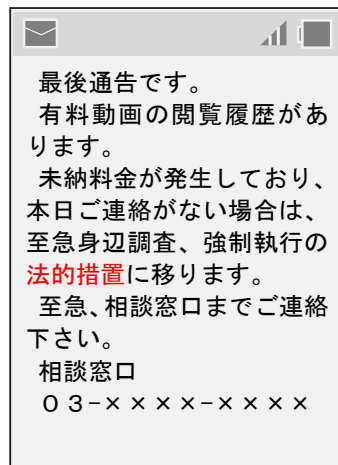 最後通告です。
有料動画の閲覧履歴があ
ります。
未納料金が発生しており、
本日ご連絡がない場合は、
至急身辺調査、強制執行の
法的措置に移ります。
至急、相談窓口までご連絡
下さい。
相談窓口
０３−××××−××××